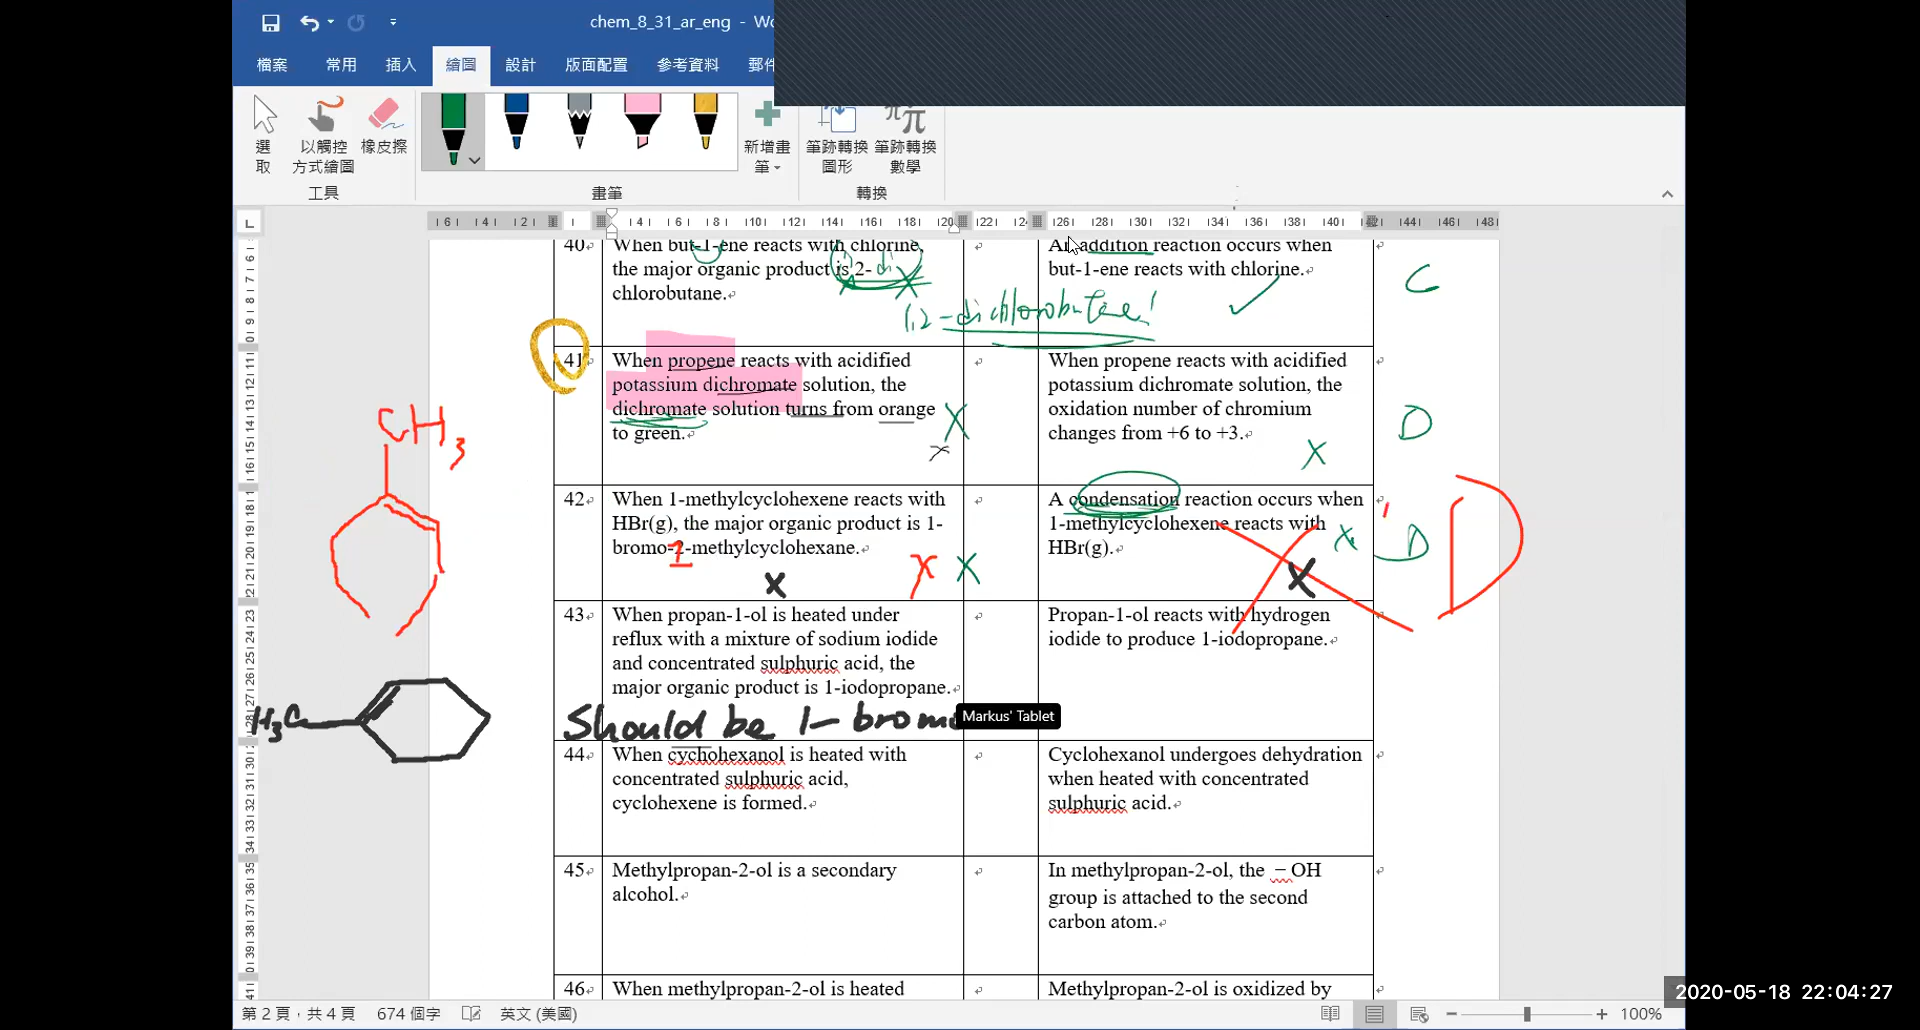 chem_8_31_ar_eng - Wo
檔案 常用 插入 繪圖 設計 版面配置 參考資料 郵件
選取
以觸控方式繪圖
橡皮擦
新增畫筆
筆跡轉換圖形
筆跡轉換數學
工具 畫筆 轉換
40
When but-1-ene reacts with chlorine,
the major organic product is 2-
chlorobutane.
An addition reaction occurs when
but-1-ene reacts with chlorine.
C
41
When propene reacts with acidified
potassium dichromate solution, the
dichromate solution turns from orange
to green.
X
When propene reacts with acidified
potassium dichromate solution, the
oxidation number of chromium
changes from +6 to +3.
X
D
CH3
42
When 1-methylcyclohexene reacts with
HBr(g), the major organic product is 1-
bromo-2-methylcyclohexane.
1
X X X
A condensation reaction occurs when
1-methylcyclohexene reacts with
HBr(g).
X X
D D
43
When propan-1-ol is heated under
reflux with a mixture of sodium iodide
and concentrated sulphuric acid, the
major organic product is 1-iodopropane.
Propan-1-ol reacts with hydrogen
iodide to produce 1-iodopropane.
H3C
Should be 1-bromo
Markus' Tablet
44
When cychohexanol is heated with
concentrated sulphuric acid,
cyclohexene is formed.
Cyclohexanol undergoes dehydration
when heated with concentrated
sulphuric acid.
45
Methylpropan-2-ol is a secondary
alcohol.
In methylpropan-2-ol, the －OH
group is attached to the second
carbon atom.
46
When methylpropan-2-ol is heated
Methylpropan-2-ol is oxidized by
第 2 頁，共 4 頁 674 個字 英文 (美國) 100%
2020-05-18 22:04:27